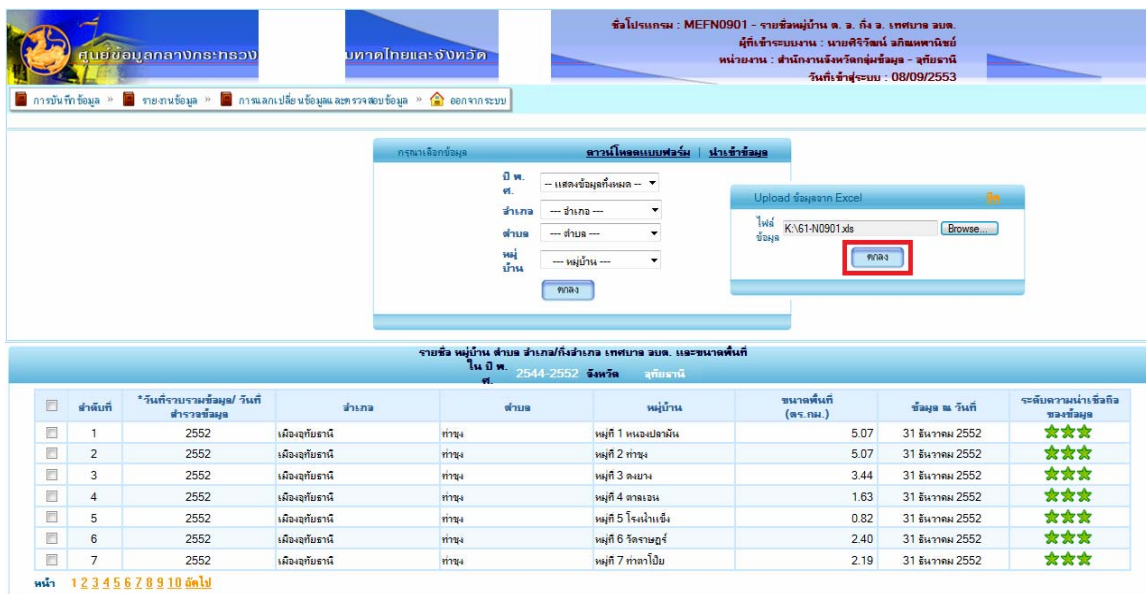 ชื่อโปรแกรม : MEFN0901 - รายชื่อหมู่บ้าน ต. อ. กิ่ง อ. เทศบาล อบต.
ผู้ที่เข้าระบบงาน : นายศิริวัฒน์ อภิณหพานิชย์
หน่วยงาน : สำนักงานจังหวัดกลุ่มข้อมูล - อุทัยธานี
วันที่เข้าสู่ระบบ : 08/09/2553
ศูนย์ข้อมูลกลางกระทรวง มหาดไทยและจังหวัด
การบันทึกข้อมูล » รายงานข้อมูล » การแลกเปลี่ยนข้อมูลและตรวจสอบข้อมูล » ออกจากระบบ
กรุณาเลือกข้อมูล ดาวน์โหลดแบบฟอร์ม | นำเข้าข้อมูล
ปี พ.ศ. -- แสดงข้อมูลทั้งหมด --
อำเภอ --- อำเภอ ---
ตำบล --- ตำบล ---
หมู่บ้าน --- หมู่บ้าน ---
ตกลง
Upload ข้อมูลจาก Excel ปิด
ไฟล์ข้อมูล K:\61-N0901.xls Browse...
ตกลง
รายชื่อ หมู่บ้าน ตำบล อำเภอ/กิ่งอำเภอ เทศบาล อบต. และขนาดพื้นที่
ใน ปี พ.ศ. 2544-2552 จังหวัด อุทัยธานี
ลำดับที่ *วันที่รวบรวมข้อมูล/ วันที่สำรวจข้อมูล อำเภอ ตำบล หมู่บ้าน ขนาดพื้นที่ (ตร.กม.) ข้อมูล ณ วันที่ ระดับความน่าเชื่อถือของข้อมูล
1 2552 เมืองอุทัยธานี ท่าซุง หมู่ที่ 1 หนองปลามัน 5.07 31 ธันวาคม 2552
2 2552 เมืองอุทัยธานี ท่าซุง หมู่ที่ 2 ท่าซุง 5.07 31 ธันวาคม 2552
3 2552 เมืองอุทัยธานี ท่าซุง หมู่ที่ 3 ดงยาง 3.44 31 ธันวาคม 2552
4 2552 เมืองอุทัยธานี ท่าซุง หมู่ที่ 4 ตาลเอน 1.63 31 ธันวาคม 2552
5 2552 เมืองอุทัยธานี ท่าซุง หมู่ที่ 5 โรงน้ำแข็ง 0.82 31 ธันวาคม 2552
6 2552 เมืองอุทัยธานี ท่าซุง หมู่ที่ 6 วัดราษฎร์ 2.40 31 ธันวาคม 2552
7 2552 เมืองอุทัยธานี ท่าซุง หมู่ที่ 7 ท่าดาโป๊ย 2.19 31 ธันวาคม 2552
หน้า 1 2 3 4 5 6 7 8 9 10 ถัดไป